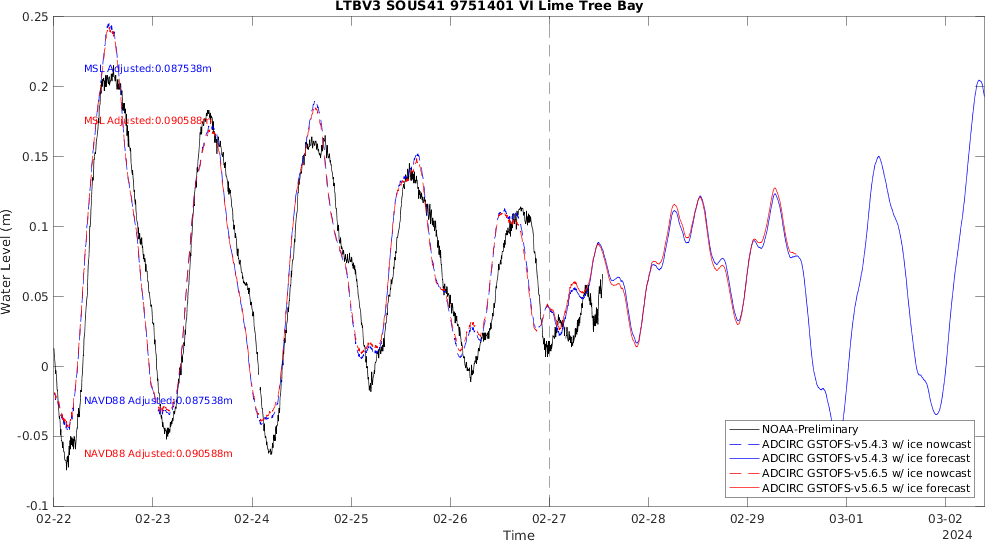 LTBV3 SOUS41 9751401 VI Lime Tree Bay
0.25
0.2
0.15
0.1
0.05
0
-0.05
-0.1
Water Level (m)
MSL Adjusted:0.087538m
MSL Adjusted:0.090588m
NAVD88 Adjusted:0.087538m
NAVD88 Adjusted:0.090588m
NOAA-Preliminary
ADCIRC GSTOFS-v5.4.3 w/ ice nowcast
ADCIRC GSTOFS-v5.4.3 w/ ice forecast
ADCIRC GSTOFS-v5.6.5 w/ ice nowcast
ADCIRC GSTOFS-v5.6.5 w/ ice forecast
02-22 02-23 02-24 02-25 02-26 02-27 02-28 02-29 03-01 03-02
Time
2024